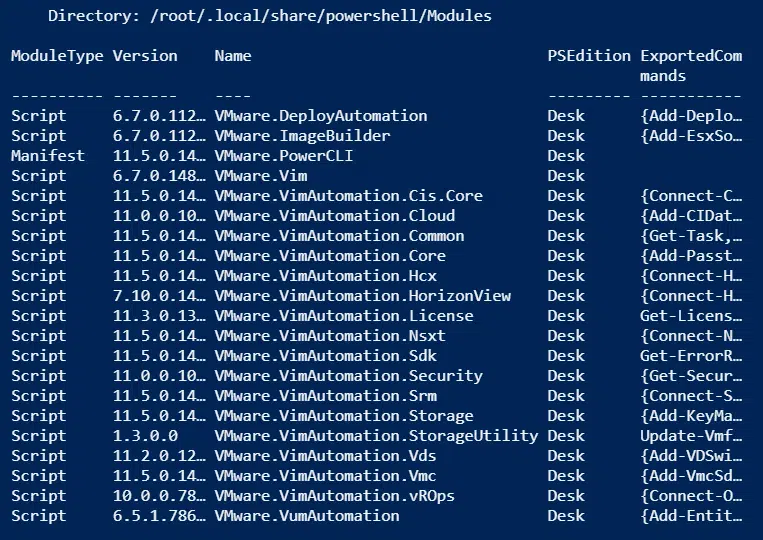 Directory: /root/.local/share/powershell/Modules
ModuleType Version Name PSEdition ExportedCom
mands
---------- ------- ---- --------- -----------
Script 6.7.0.112… VMware.DeployAutomation Desk {Add-Deplo…
Script 6.7.0.112… VMware.ImageBuilder Desk {Add-EsxSo…
Manifest 11.5.0.14… VMware.PowerCLI Desk
Script 6.7.0.148… VMware.Vim Desk
Script 11.5.0.14… VMware.VimAutomation.Cis.Core Desk {Connect-C…
Script 11.0.0.10… VMware.VimAutomation.Cloud Desk {Add-CIDat…
Script 11.5.0.14… VMware.VimAutomation.Common Desk {Get-Task,…
Script 11.5.0.14… VMware.VimAutomation.Core Desk {Add-Passt…
Script 11.5.0.14… VMware.VimAutomation.Hcx Desk {Connect-H…
Script 7.10.0.14… VMware.VimAutomation.HorizonView Desk {Connect-H…
Script 11.3.0.13… VMware.VimAutomation.License Desk Get-Licens…
Script 11.5.0.14… VMware.VimAutomation.Nsxt Desk {Connect-N…
Script 11.5.0.14… VMware.VimAutomation.Sdk Desk Get-ErrorR…
Script 11.0.0.10… VMware.VimAutomation.Security Desk {Get-Secur…
Script 11.5.0.14… VMware.VimAutomation.Srm Desk {Connect-S…
Script 11.5.0.14… VMware.VimAutomation.Storage Desk {Add-KeyMa…
Script 1.3.0.0 VMware.VimAutomation.StorageUtility Desk Update-Vmf…
Script 11.2.0.12… VMware.VimAutomation.Vds Desk {Add-VDSwi…
Script 11.5.0.14… VMware.VimAutomation.Vmc Desk {Add-VmcSd…
Script 10.0.0.78… VMware.VimAutomation.vROps Desk {Connect-O…
Script 6.5.1.786… VMware.VumAutomation Desk {Add-Entit…